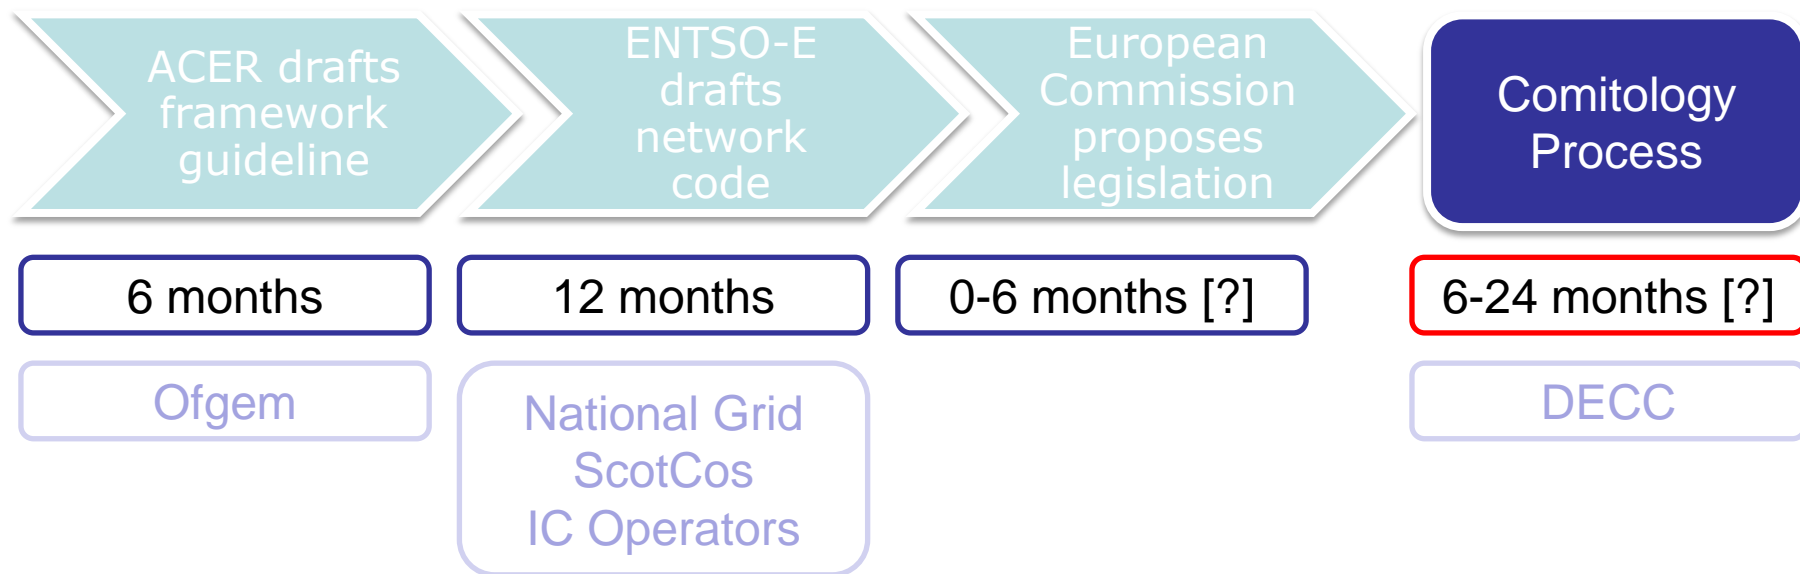 ACER drafts
framework
guideline
ENTSO-E
drafts
network
code
European
Commission
proposes
legislation
Comitology
Process
6 months
12 months
0-6 months [?]
6-24 months [?]
Ofgem
National Grid
ScotCos
IC Operators
DECC